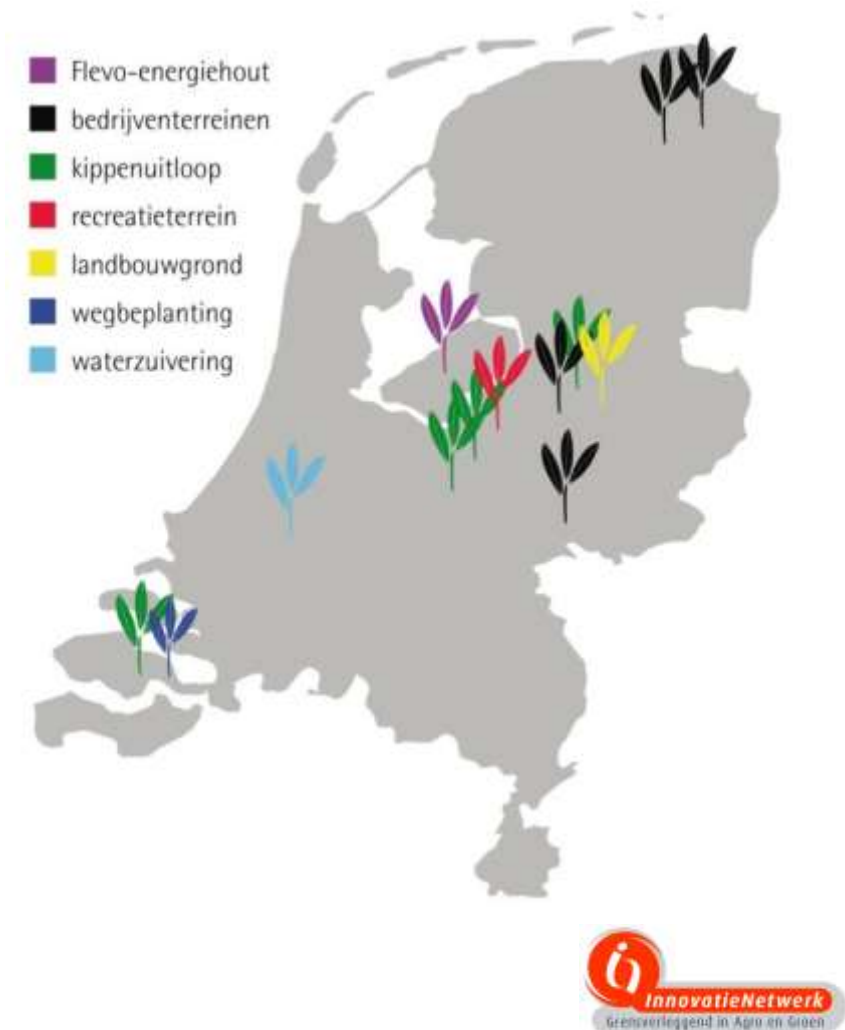 Flevo-energiehout
bedrijventerreinen
kippenuitloop
recreatieterrein
landbouwgrond
wegbeplanting
waterzuivering
InnovatieNetwerk
Grensverleggend in Agro en Groen